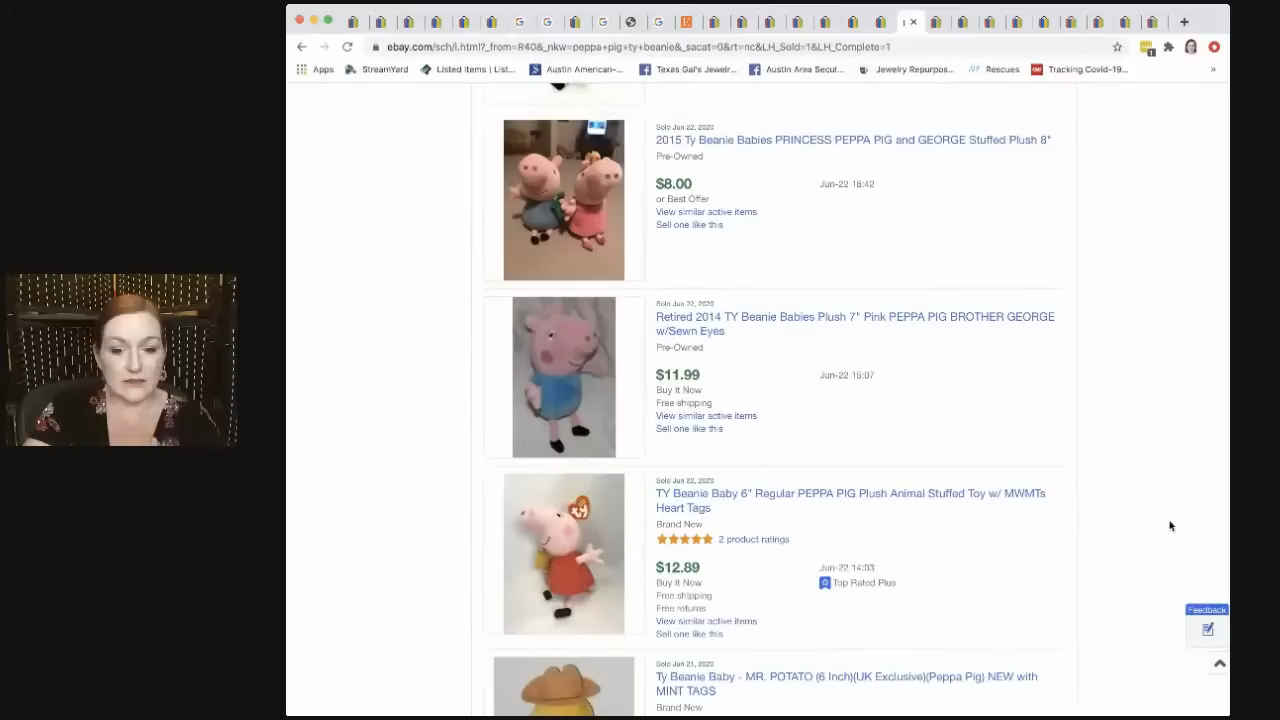 ebay.com/sch/i.html?_from=R40&_nkw=peppa+pig+ty+beanie&_sacat=0&rt=nc&LH_Sold=1&LH_Complete=1
1
Apps
StreamYard
Listed Items | List...
Austin American-...
Texas Gal's Jewelr...
Austin Area Secul...
Jewelry Repurpos...
Rescues
Tracking Covid-19...
»
Sold Jun 22, 2020
2015 Ty Beanie Babies PRINCESS PEPPA PIG and GEORGE Stuffed Plush 8"
Pre-Owned
$8.00
Jun-22 18:42
or Best Offer
View similar active items
Sell one like this
Sold Jun 22, 2020
Retired 2014 TY Beanie Babies Plush 7" Pink PEPPA PIG BROTHER GEORGE
w/Sewn Eyes
Pre-Owned
$11.99
Jun-22 15:07
Buy It Now
Free shipping
View similar active items
Sell one like this
Sold Jun 22, 2020
TY Beanie Baby 6" Regular PEPPA PIG Plush Animal Stuffed Toy w/ MWMTs
Heart Tags
Brand New
2 product ratings
$12.89
Jun-22 14:03
Buy It Now
Top Rated Plus
Free shipping
Free returns
View similar active items
Sell one like this
Feedback
Sold Jun 21, 2020
Ty Beanie Baby - MR. POTATO (6 Inch)(UK Exclusive)(Peppa Pig) NEW with
MINT TAGS
Brand New